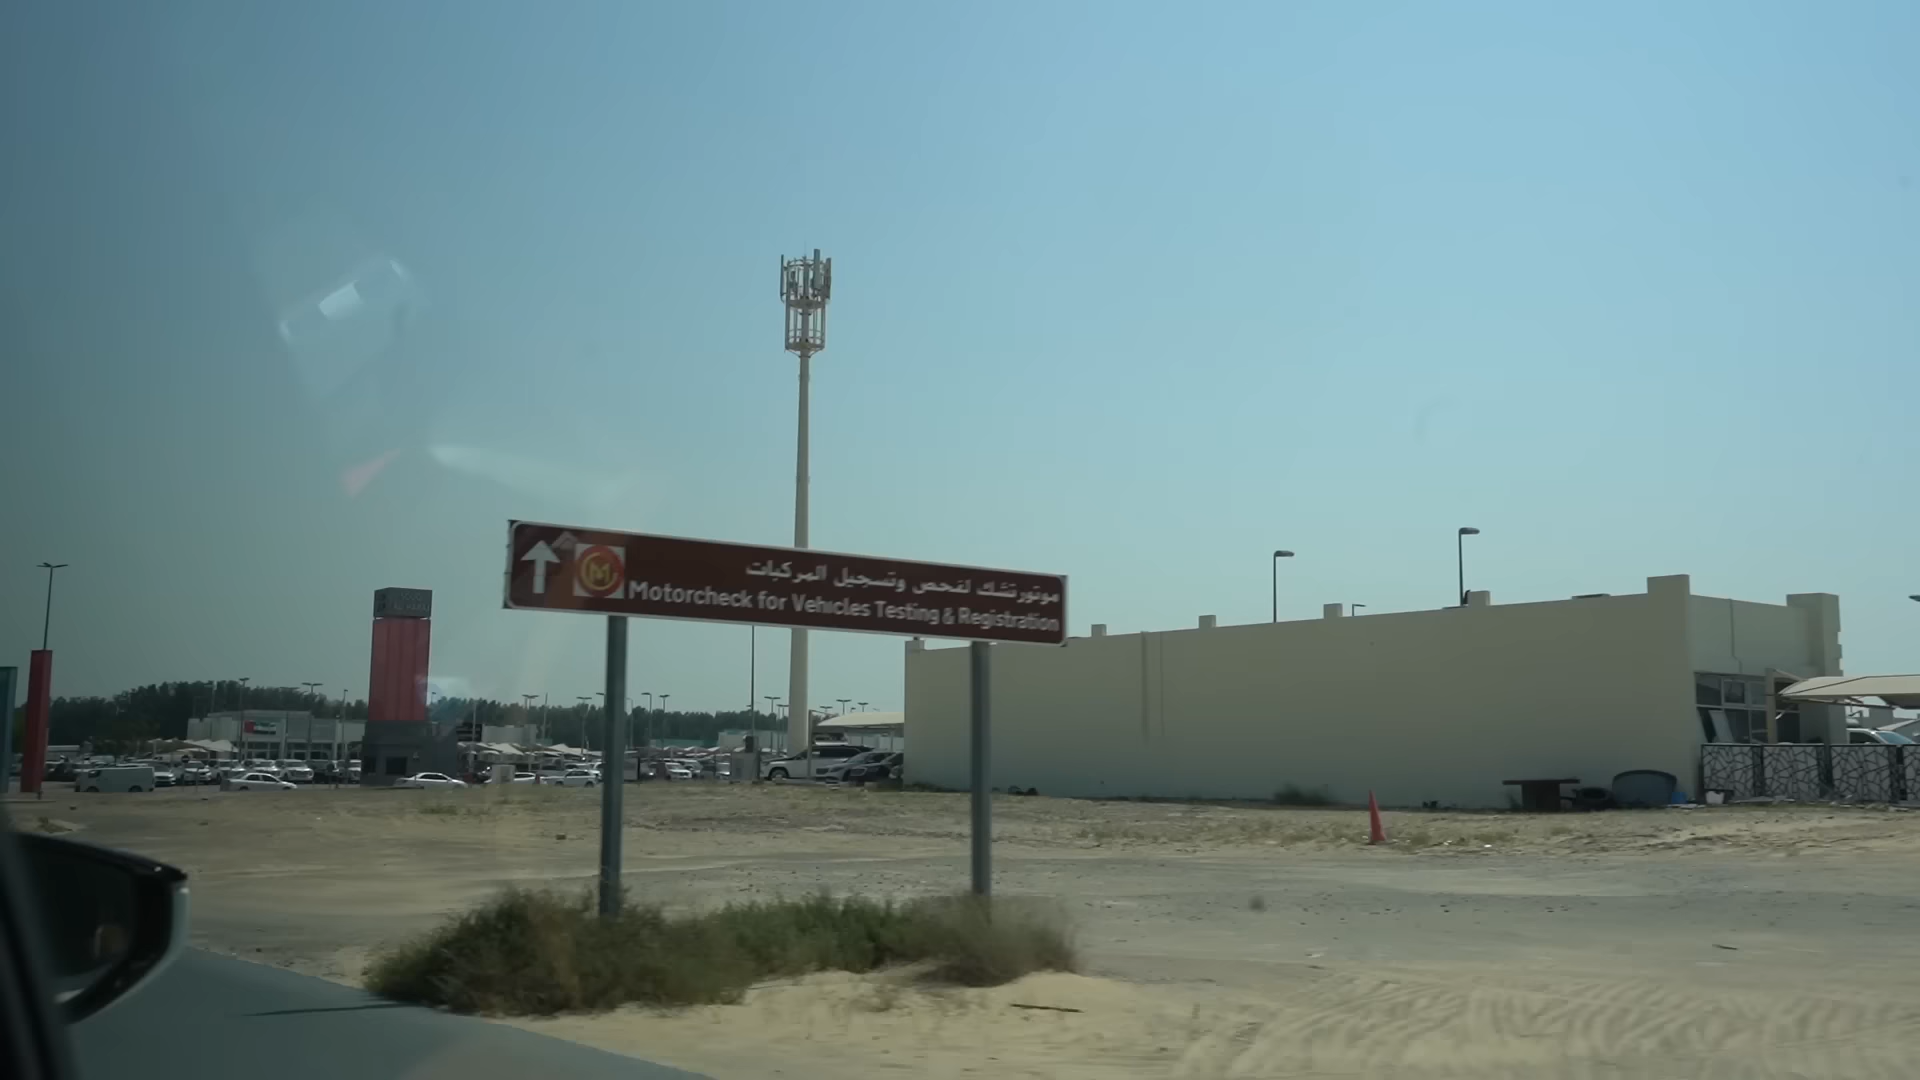 موتورتشك لفحص وتسجيل المركبات
Motorcheck for Vehicles Testing & Registration